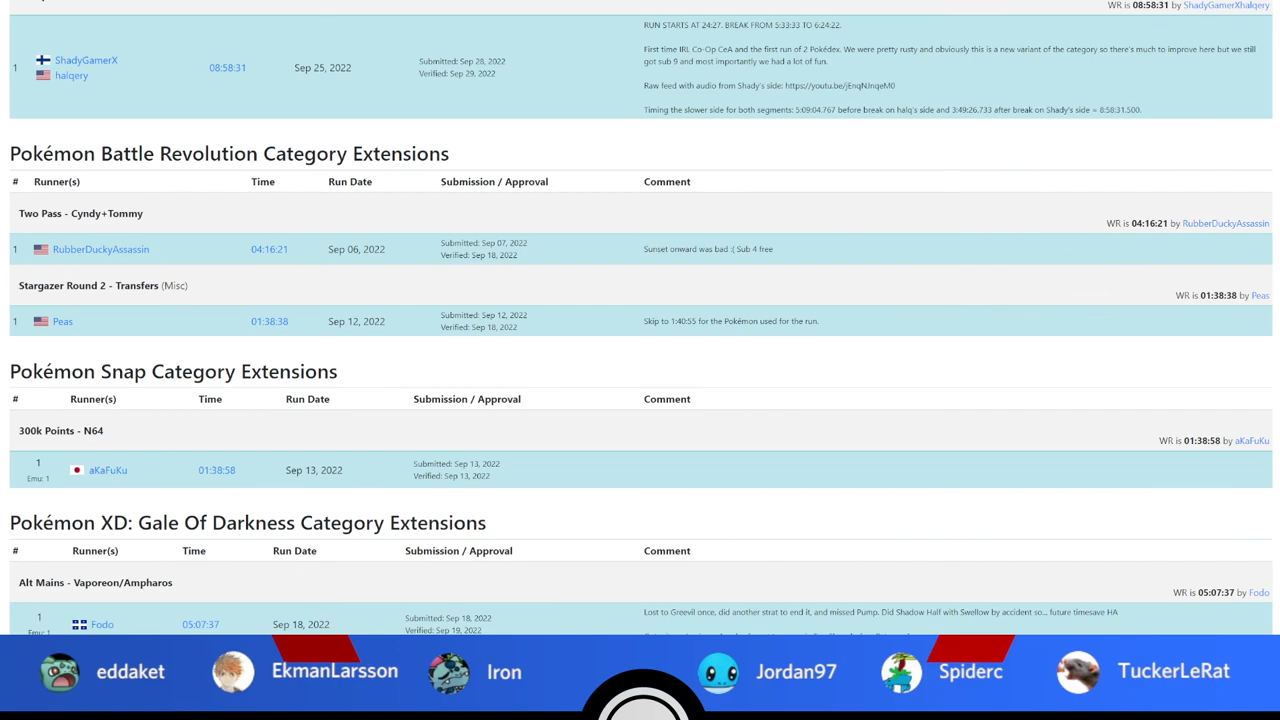 WR is 08:58:31 by ShadyGamerXhalqery
RUN STARTS AT 24:27. BREAK FROM 5:33:33 TO 6:24:22.
First time IRL Co-Op CeA and the first run of 2 Pokédex. We were pretty rusty and obviously this is a new variant of the category so there's much to improve here but we still
got sub 9 and most importantly we had a lot of fun.
1 ShadyGamerX halqery 08:58:31 Sep 25, 2022 Submitted: Sep 28, 2022 Verified: Sep 29, 2022
Raw feed with audio from Shady's side: https://youtu.be/jEnqNJnqeM0
Timing the slower side for both segments: 5:09:04.767 before break on halq's side and 3:49:26.733 after break on Shady's side = 8:58:31.500.
Pokémon Battle Revolution Category Extensions
# Runner(s) Time Run Date Submission / Approval Comment
Two Pass - Cyndy+Tommy
WR is 04:16:21 by RubberDuckyAssassin
1 RubberDuckyAssassin 04:16:21 Sep 06, 2022 Submitted: Sep 07, 2022 Verified: Sep 18, 2022 Sunset onward was bad :( Sub 4 free
Stargazer Round 2 - Transfers (Misc)
WR is 01:38:38 by Peas
1 Peas 01:38:38 Sep 12, 2022 Submitted: Sep 12, 2022 Verified: Sep 18, 2022 Skip to 1:40:55 for the Pokémon used for the run.
Pokémon Snap Category Extensions
# Runner(s) Time Run Date Submission / Approval Comment
300k Points - N64
WR is 01:38:58 by aKaFuKu
1 Emu: 1 aKaFuKu 01:38:58 Sep 13, 2022 Submitted: Sep 13, 2022 Verified: Sep 13, 2022
Pokémon XD: Gale Of Darkness Category Extensions
# Runner(s) Time Run Date Submission / Approval Comment
Alt Mains - Vaporeon/Ampharos
WR is 05:07:37 by Fodo
Lost to Greevil once, did another strat to end it, and missed Pump. Did Shadow Half with Swellow by accident so... future timesave HA
1 Emu: 1 Fodo 05:07:37 Sep 18, 2022 Submitted: Sep 18, 2022 Verified: Sep 19, 2022
eddaket EkmanLarsson Iron Jordan97 Spiderc TuckerLeRat